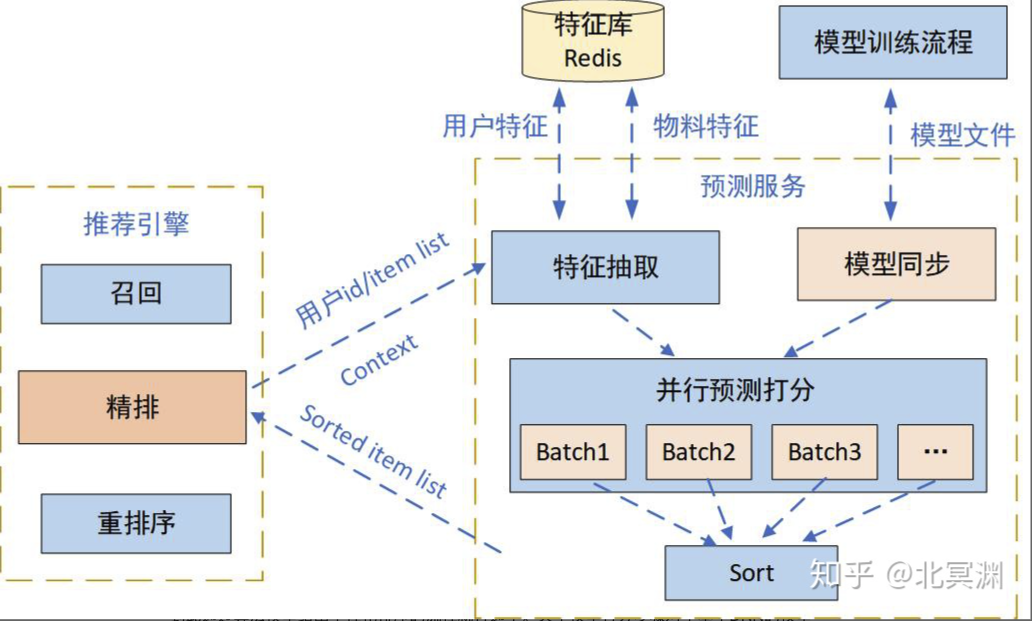 特征库
Redis
模型训练流程
用户特征
物料特征
模型文件
预测服务
推荐引擎
召回
精排
重排序
用户id/item list
Context
Sorted item list
特征抽取
模型同步
并行预测打分
Batch1
Batch2
Batch3
...
Sort
知乎 @北冥渊